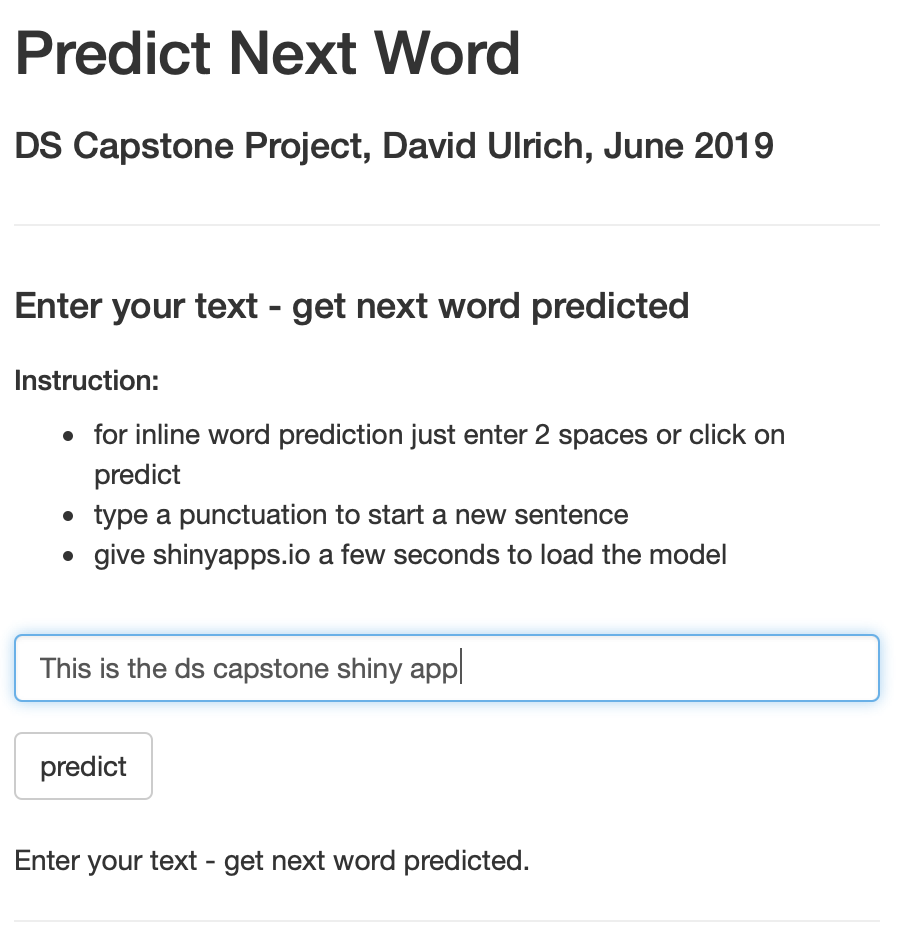 Predict Next Word
DS Capstone Project, David Ulrich, June 2019
Enter your text - get next word predicted
Instruction:
• for inline word prediction just enter 2 spaces or click on
predict
• type a punctuation to start a new sentence
• give shinyapps.io a few seconds to load the model
This is the ds capstone shiny app
predict
Enter your text - get next word predicted.